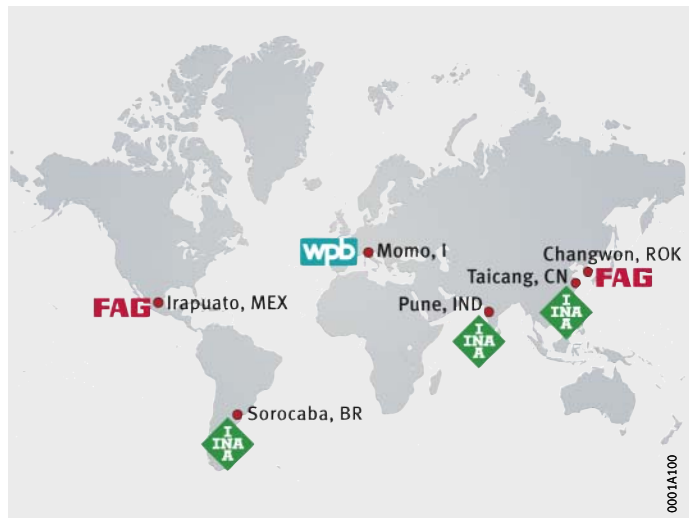 wpb
Momo, I
Changwon, ROK
FAG
Taicang, CN
INA
FAG
Irapuato, MEX
Pune, IND
INA
Sorocaba, BR
INA
0001A100